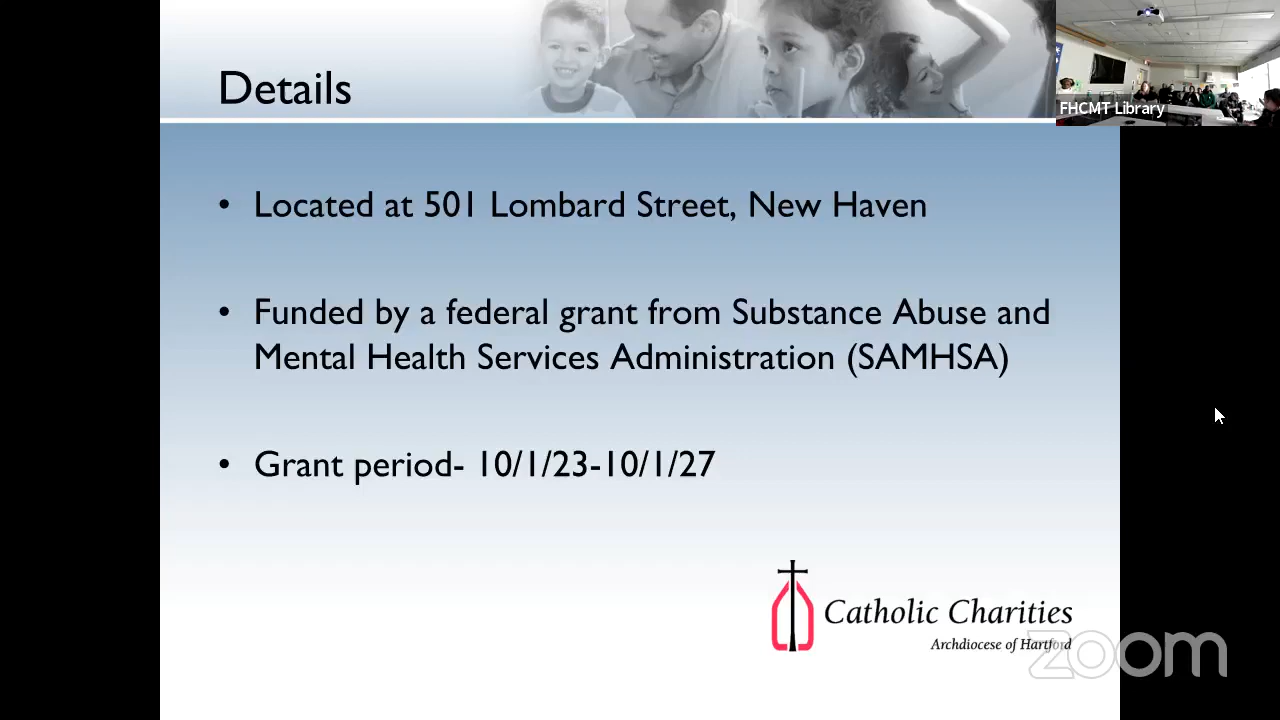 Details
FHCMT Library
• Located at 501 Lombard Street, New Haven
• Funded by a federal grant from Substance Abuse and
Mental Health Services Administration (SAMHSA)
• Grant period- 10/1/23-10/1/27
Catholic Charities
Archdiocese of Hartford
zoom